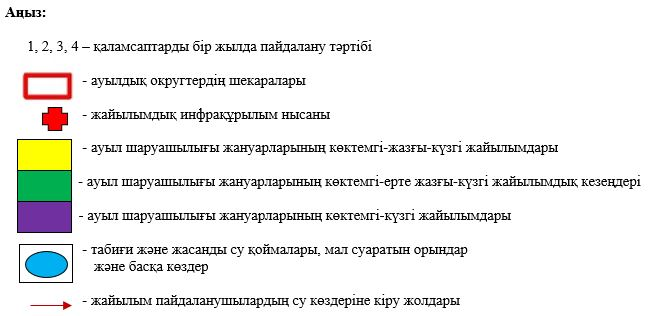 Аңыз:
1, 2, 3, 4 – қаламсаптарды бір жылда пайдалану тәртібі
- ауылдық округтердің шекаралары
- жайылымдық инфрақұрылым нысаны
- ауыл шаруашылығы жануарларының көктемгі-жазғы-күзгі жайылымдары
- ауыл шаруашылығы жануарларының көктемгі-ерте жазғы-күзгі жайылымдық кезеңдері
- ауыл шаруашылығы жануарларының көктемгі-күзгі жайылымдары
- табиғи және жасанды су қоймалары, мал суаратын орындар
және басқа көздер
- жайылым пайдаланушылардың су көздеріне кіру жолдары